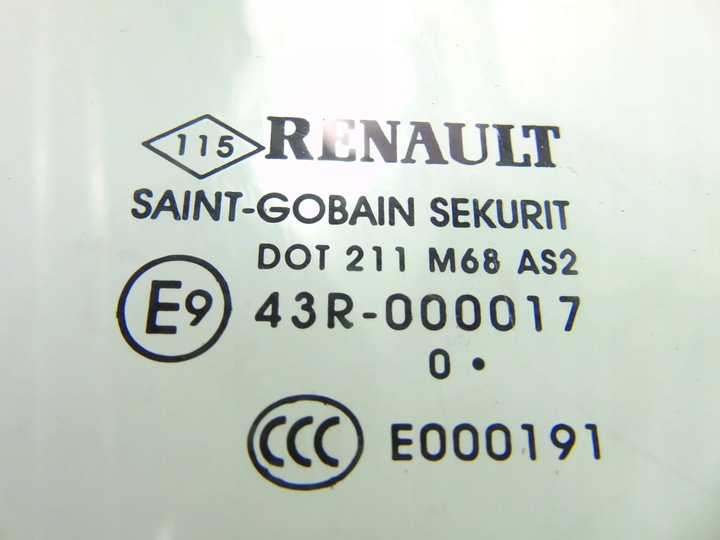 115 RENAULT
SAINT-GOBAIN SEKURIT
DOT 211 M68 AS2
E9 43R-000017
0 •
CCC E000191